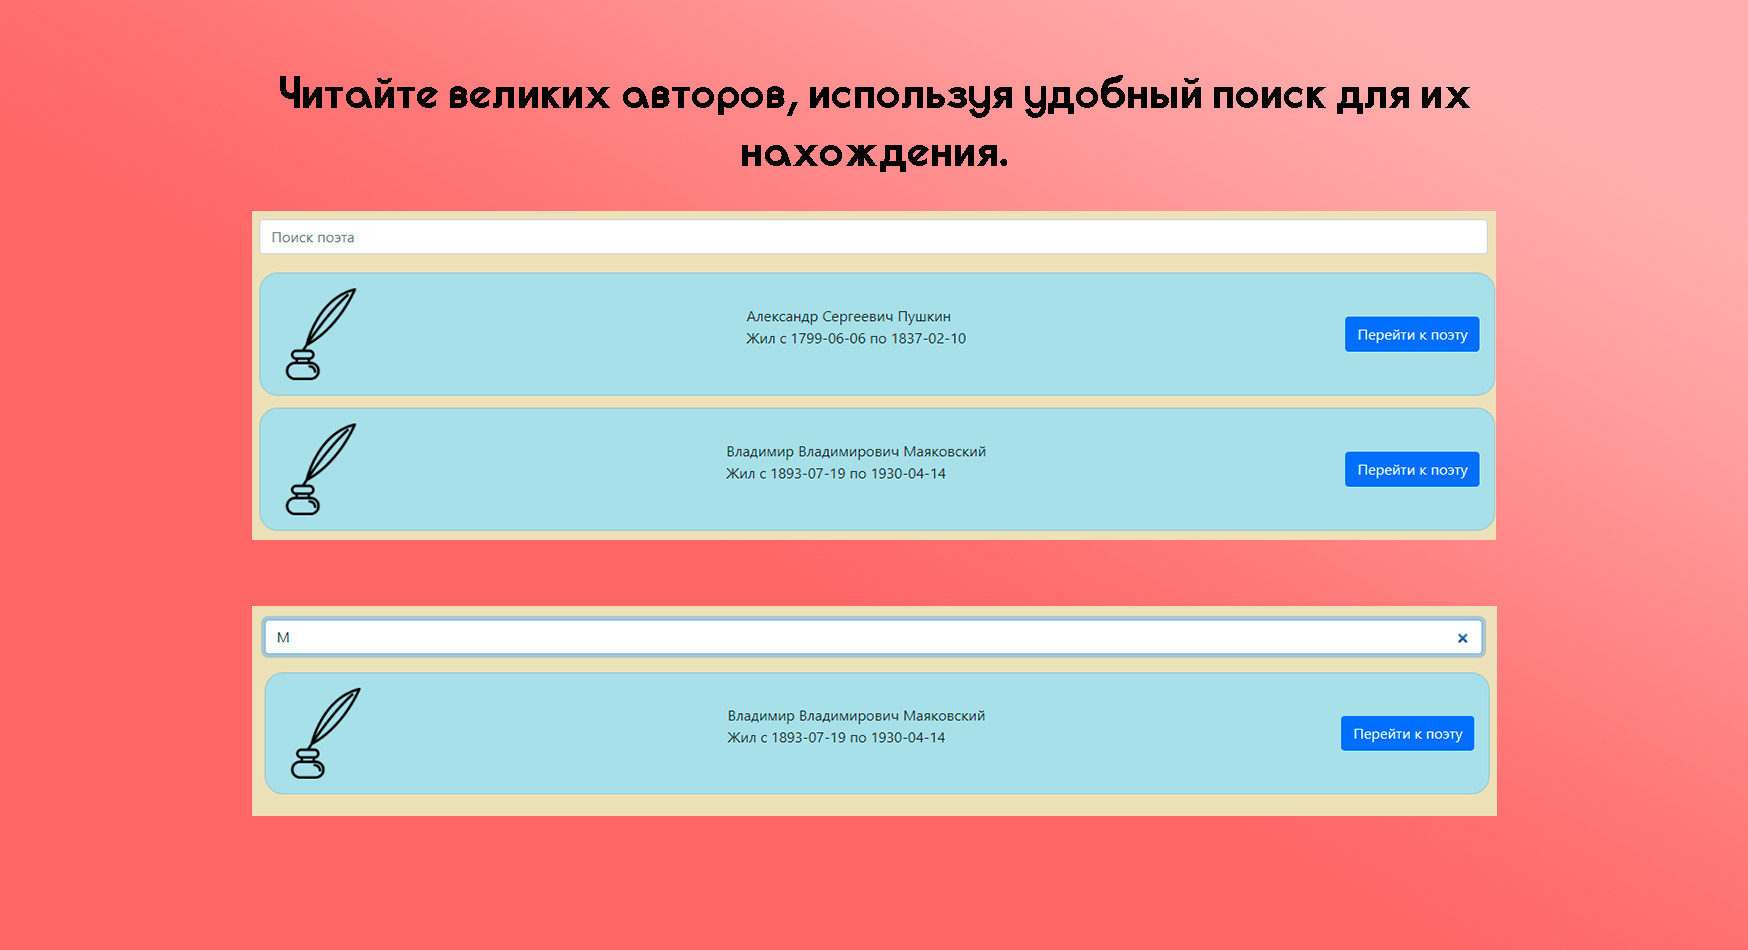 Читайте великих авторов, используя удобный поиск для их
нахождения.
Поиск поэта
Александр Сергеевич Пушкин
Жил с 1799-06-06 по 1837-02-10
Перейти к поэту
Владимир Владимирович Маяковский
Жил с 1893-07-19 по 1930-04-14
Перейти к поэту
М
Владимир Владимирович Маяковский
Жил с 1893-07-19 по 1930-04-14
Перейти к поэту